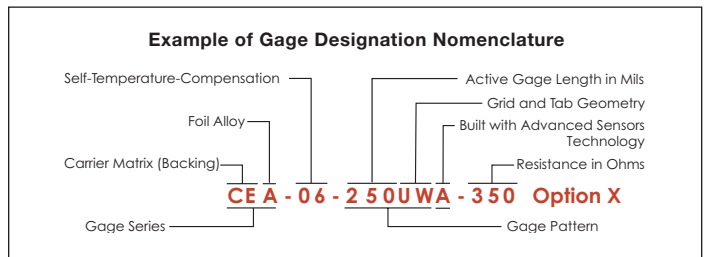 Example of Gage Designation Nomenclature
Self-Temperature-Compensation
Active Gage Length in Mils
Grid and Tab Geometry
Foil Alloy
Built with Advanced Sensors
Technology
Carrier Matrix (Backing)
Resistance in Ohms
CEA - 06 - 250UWA - 350 Option X
Gage Series
Gage Pattern